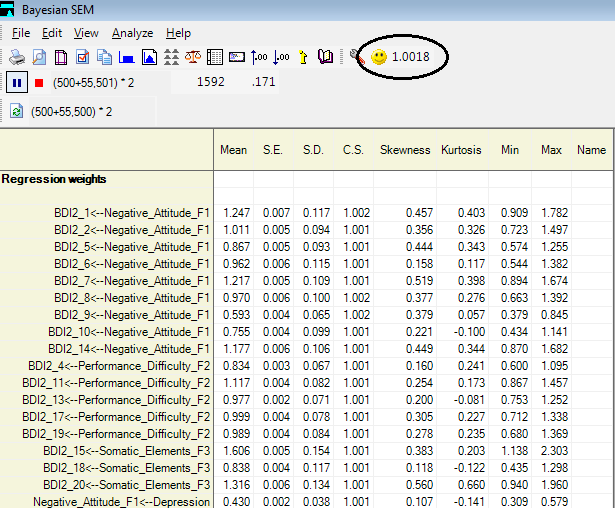 Bayesian SEM
File Edit View Analyze Help
1.0018
(500+55,501) * 2 1592 .171
(500+55,500) * 2
Mean S.E. S.D. C.S. Skewness Kurtosis Min Max Name
Regression weights
BDI2_1<--Negative_Attitude_F1 1.247 0.007 0.117 1.002 0.457 0.403 0.909 1.782
BDI2_2<--Negative_Attitude_F1 1.011 0.005 0.094 1.001 0.356 0.326 0.723 1.497
BDI2_5<--Negative_Attitude_F1 0.867 0.005 0.093 1.001 0.444 0.343 0.574 1.255
BDI2_6<--Negative_Attitude_F1 0.962 0.006 0.115 1.001 0.158 0.117 0.544 1.382
BDI2_7<--Negative_Attitude_F1 1.217 0.005 0.109 1.001 0.519 0.398 0.894 1.674
BDI2_8<--Negative_Attitude_F1 0.970 0.006 0.100 1.002 0.377 0.276 0.663 1.392
BDI2_9<--Negative_Attitude_F1 0.593 0.004 0.065 1.002 0.379 0.057 0.379 0.845
BDI2_10<--Negative_Attitude_F1 0.755 0.004 0.099 1.001 0.221 -0.100 0.434 1.141
BDI2_14<--Negative_Attitude_F1 1.177 0.006 0.106 1.001 0.449 0.344 0.870 1.682
BDI2_4<--Performance_Difficulty_F2 0.834 0.003 0.067 1.001 0.160 0.241 0.600 1.095
BDI2_11<--Performance_Difficulty_F2 1.117 0.004 0.082 1.001 0.254 0.173 0.867 1.457
BDI2_13<--Performance_Difficulty_F2 0.977 0.002 0.071 1.001 0.200 -0.081 0.753 1.252
BDI2_17<--Performance_Difficulty_F2 0.999 0.004 0.078 1.001 0.305 0.227 0.712 1.338
BDI2_19<--Performance_Difficulty_F2 0.989 0.004 0.084 1.001 0.278 0.235 0.680 1.369
BDI2_15<--Somatic_Elements_F3 1.606 0.005 0.154 1.001 0.383 0.203 1.138 2.303
BDI2_18<--Somatic_Elements_F3 0.838 0.004 0.117 1.001 0.118 -0.122 0.435 1.298
BDI2_20<--Somatic_Elements_F3 1.316 0.006 0.134 1.001 0.560 0.660 0.940 1.960
Negative_Attitude_F1<--Depression 0.430 0.002 0.038 1.001 0.107 -0.141 0.309 0.579